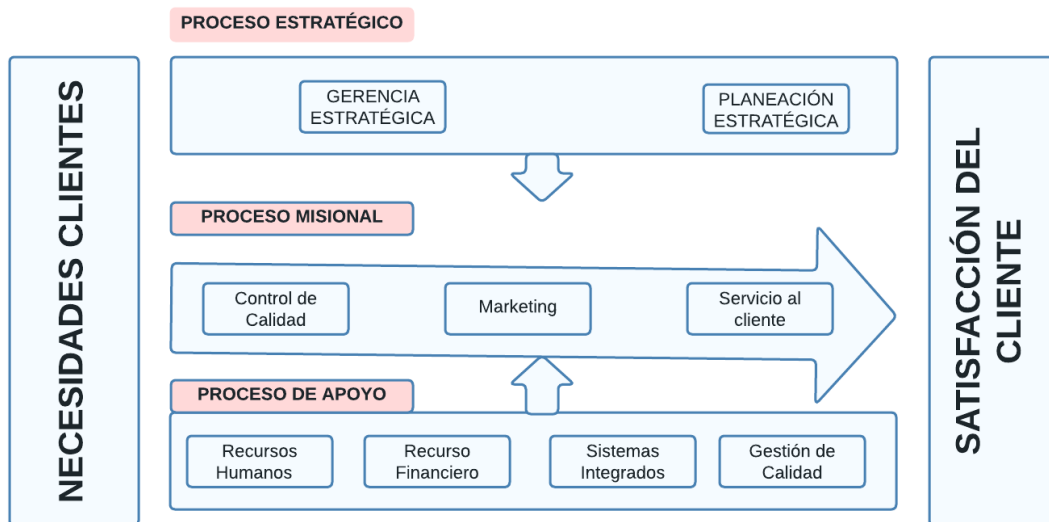 PROCESO ESTRATÉGICO
NECESIDADES CLIENTES
GERENCIA
ESTRATÉGICA
PLANEACIÓN
ESTRATÉGICA
PROCESO MISIONAL
Control de
Calidad
Marketing
Servicio al
cliente
PROCESO DE APOYO
Recursos
Humanos
Recurso
Financiero
Sistemas
Integrados
Gestión de
Calidad
SATISFACCIÓN DEL
CLIENTE